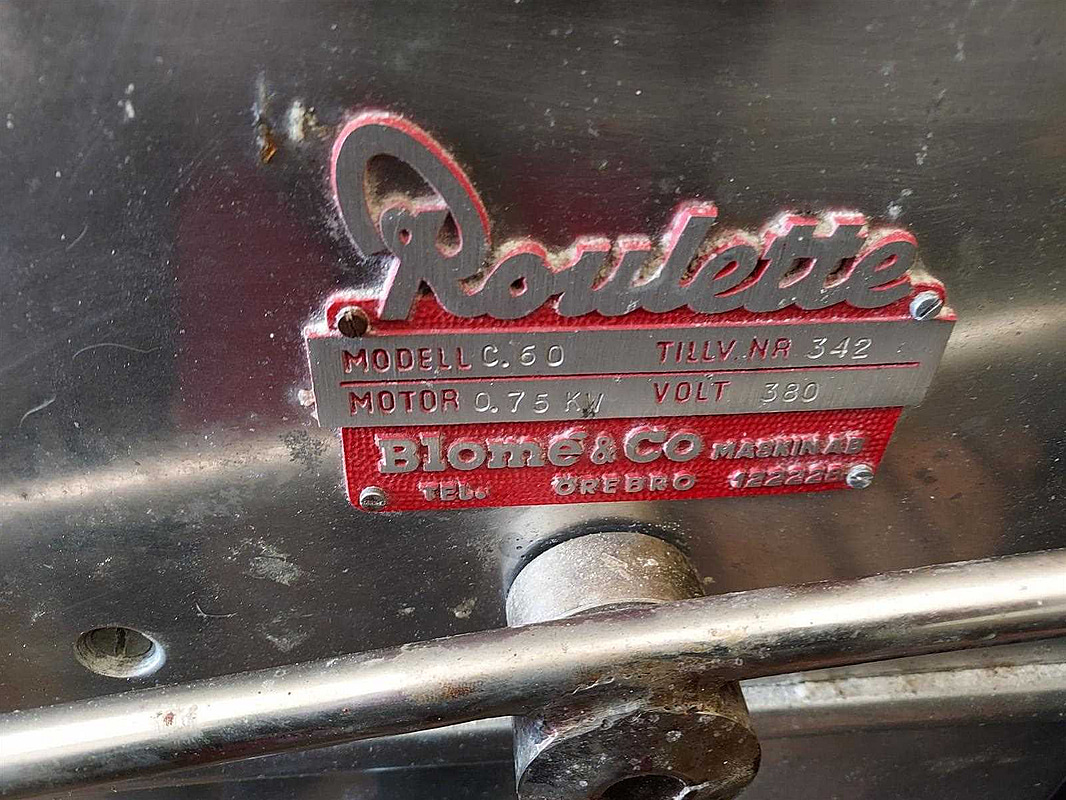 Roulette
MODELL C.60 TILLV. NR 342
MOTOR 0.75 KW VOLT 380
Blomé & Co MASKIN AB
TEL. ÖREBRO